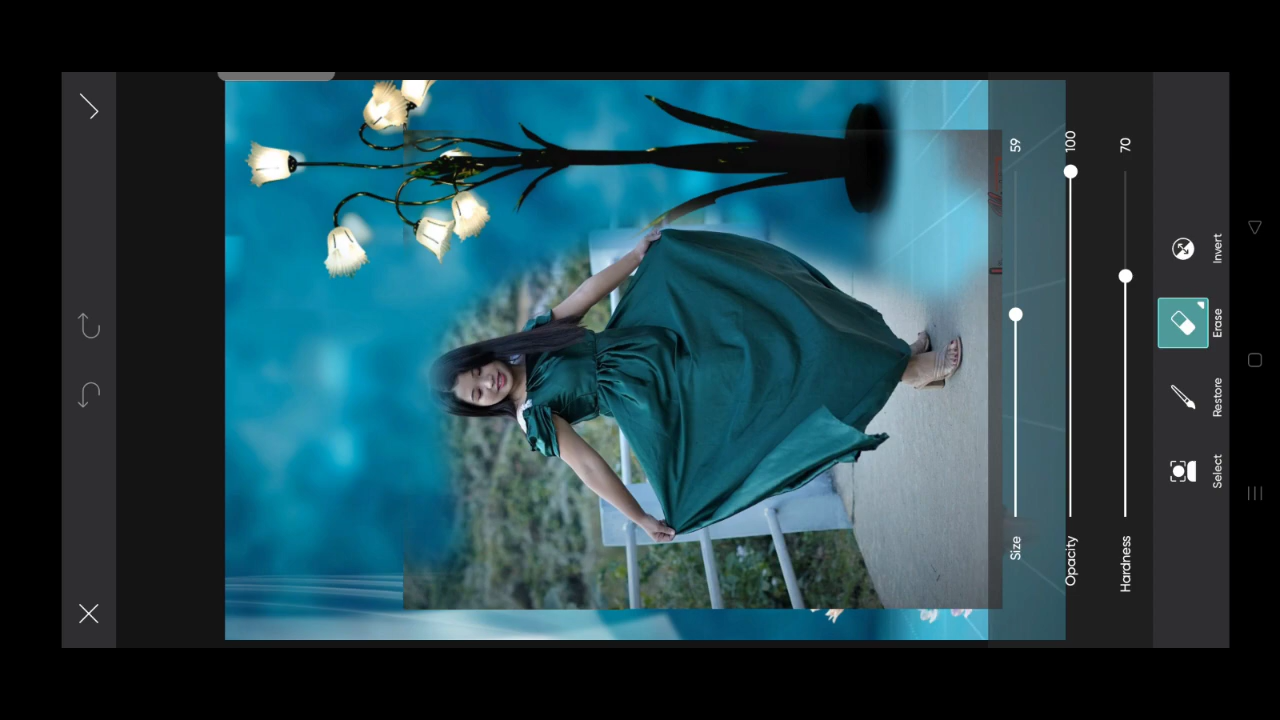 Size
59
Opacity
100
Hardness
70
Select
Restore
Erase
Invert